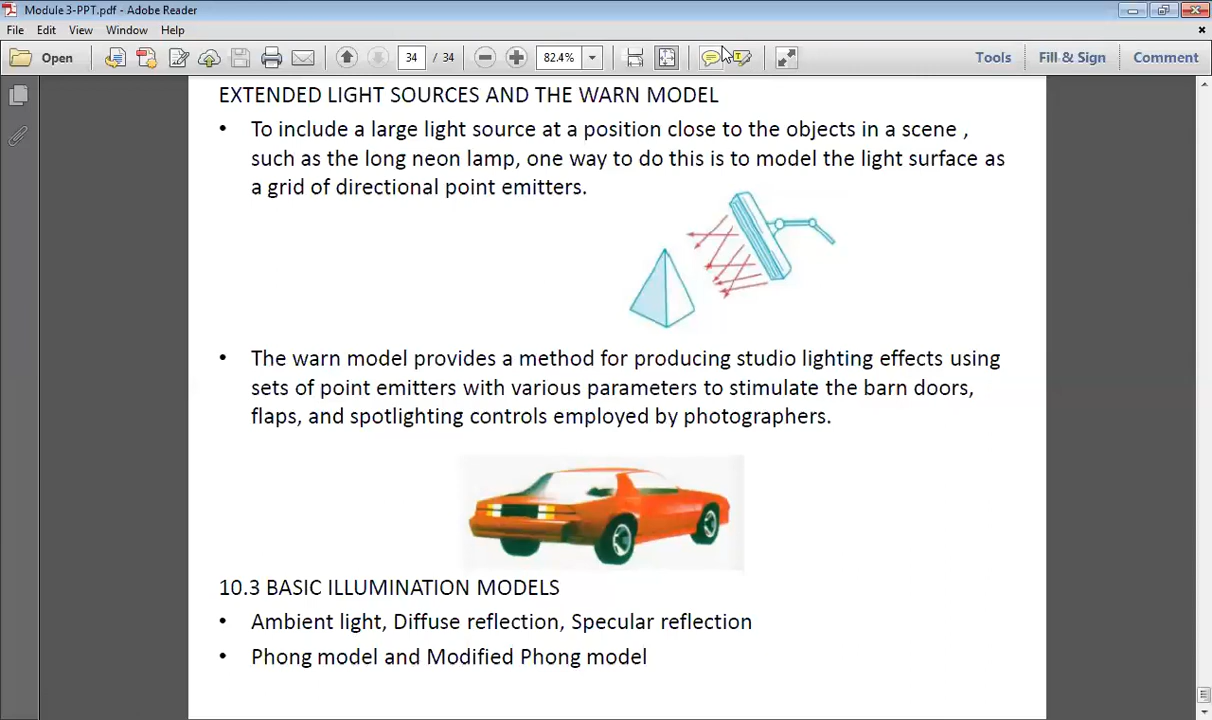 Module 3-PPT.pdf - Adobe Reader
File Edit View Window Help
Open 34 / 34 82.4% Tools Fill & Sign Comment
EXTENDED LIGHT SOURCES AND THE WARN MODEL
• To include a large light source at a position close to the objects in a scene ,
such as the long neon lamp, one way to do this is to model the light surface as
a grid of directional point emitters.
• The warn model provides a method for producing studio lighting effects using
sets of point emitters with various parameters to stimulate the barn doors,
flaps, and spotlighting controls employed by photographers.
10.3 BASIC ILLUMINATION MODELS
• Ambient light, Diffuse reflection, Specular reflection
• Phong model and Modified Phong model